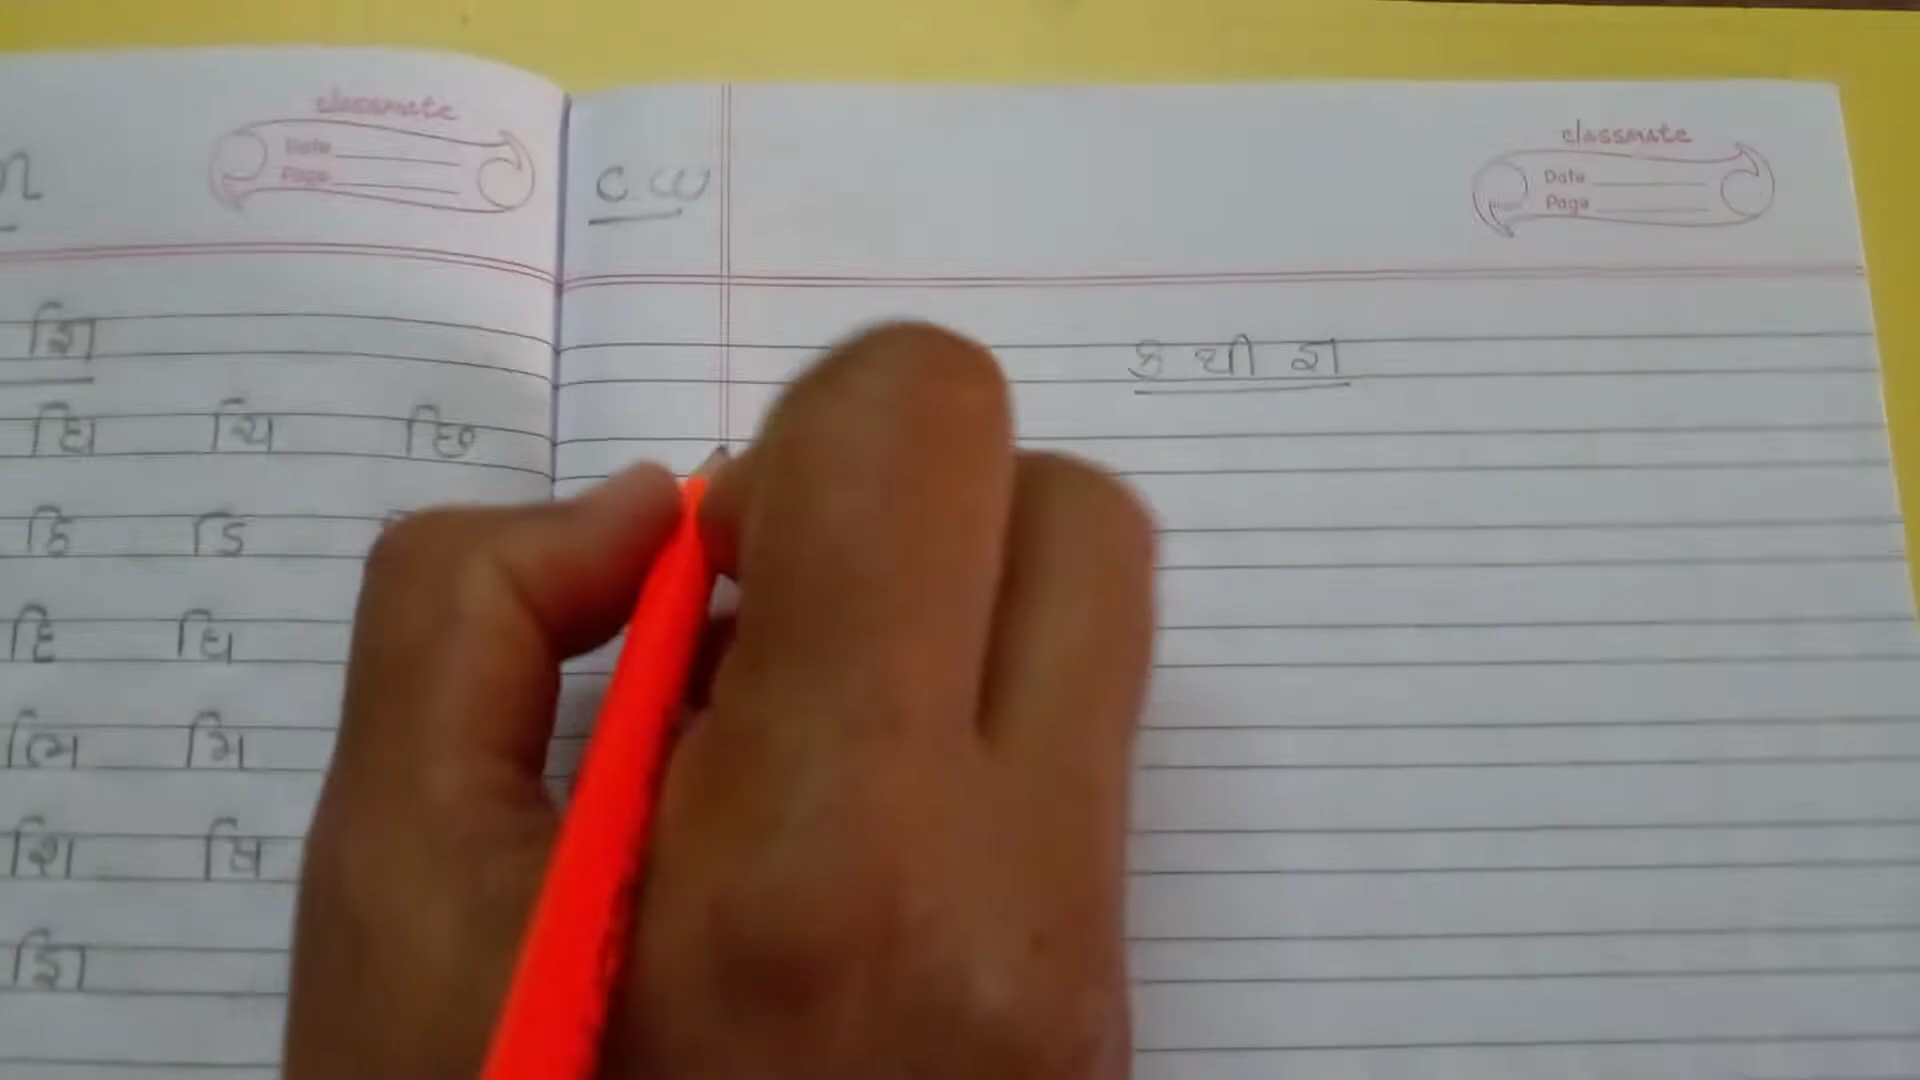 classmate
Date
Page
જ્ઞિ
ઘિ ચિ છિ
ઠિ ડિ
દિ ધિ
ભિ મિ
શિ ષિ
જ્ઞિ
classmate
Date
Page
C.W
ક થી જ્ઞ